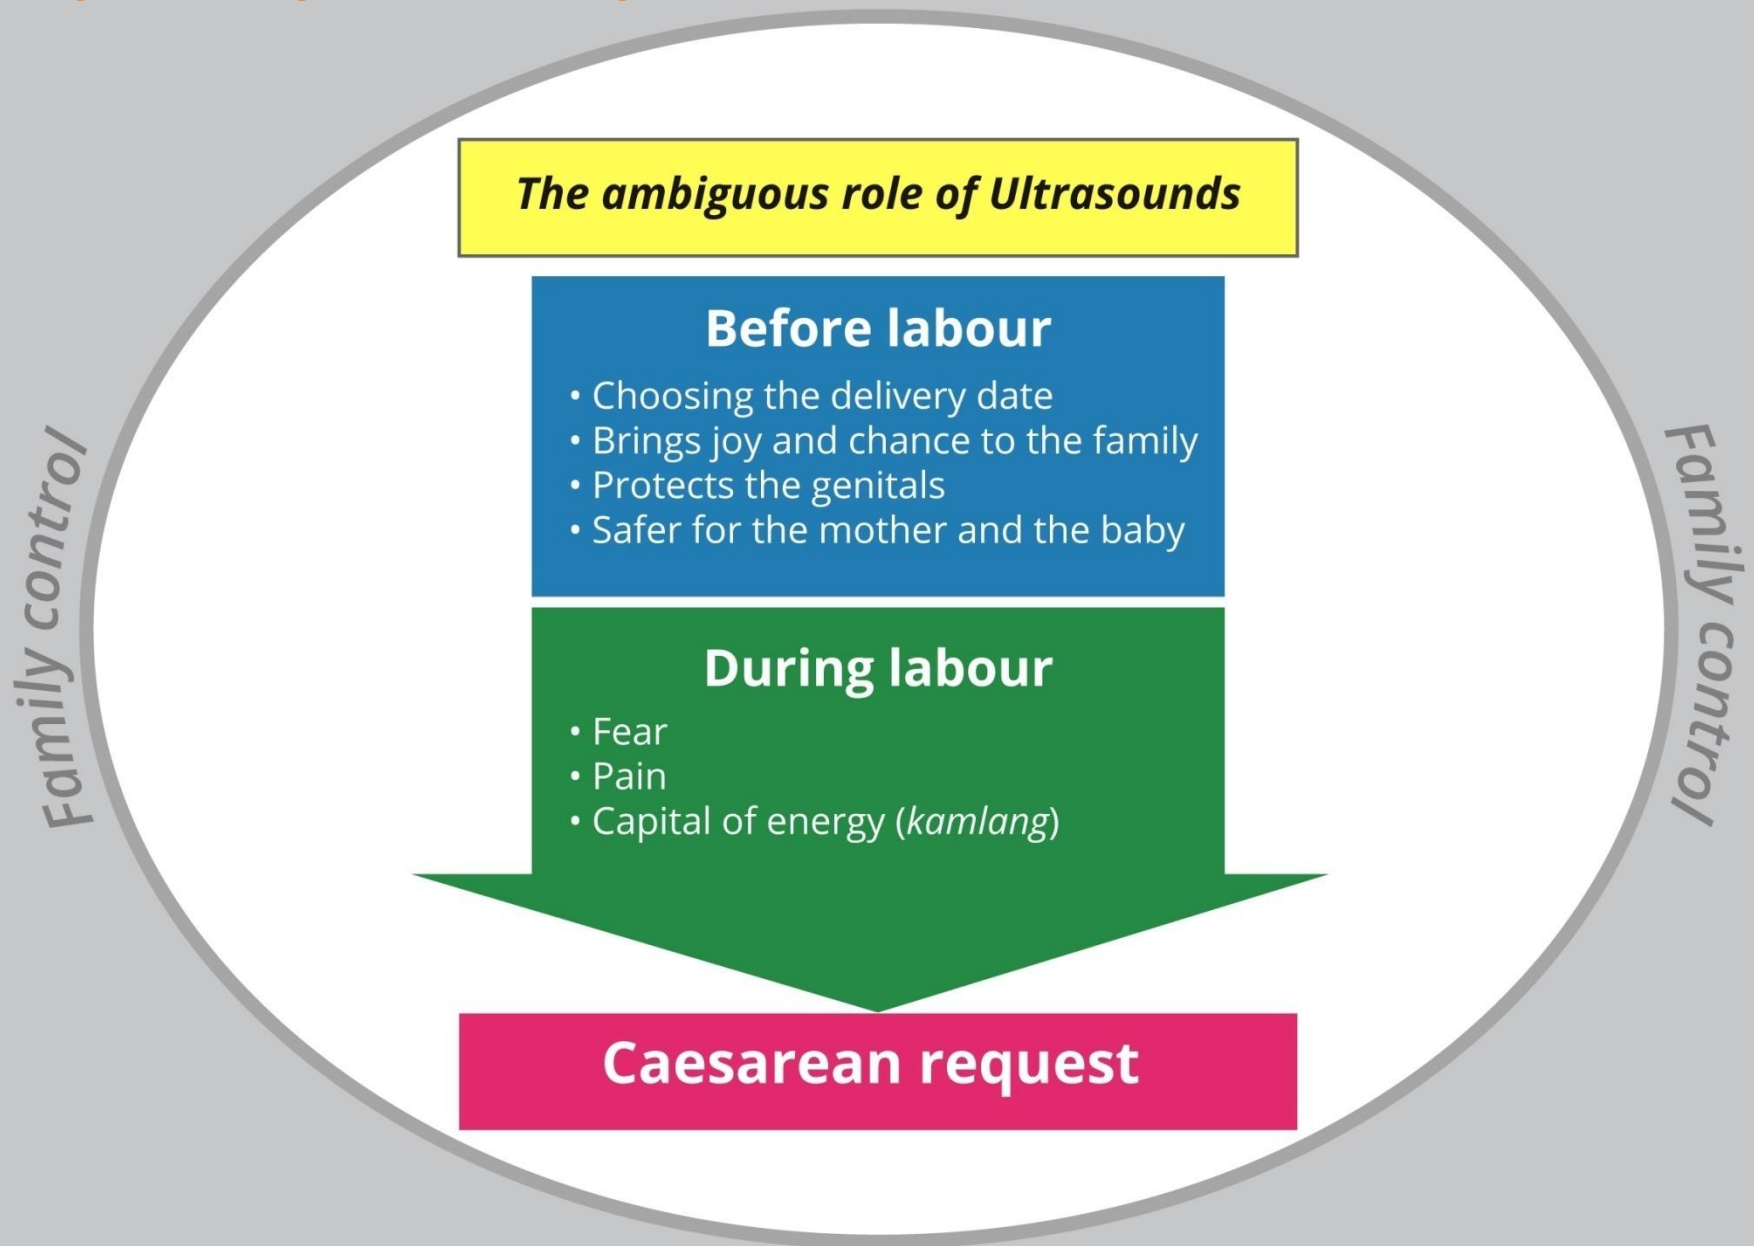 The ambiguous role of Ultrasounds
Before labour
• Choosing the delivery date
• Brings joy and chance to the family
• Protects the genitals
• Safer for the mother and the baby
Family control
Family control
During labour
• Fear
• Pain
• Capital of energy (kamlang)
Caesarean request